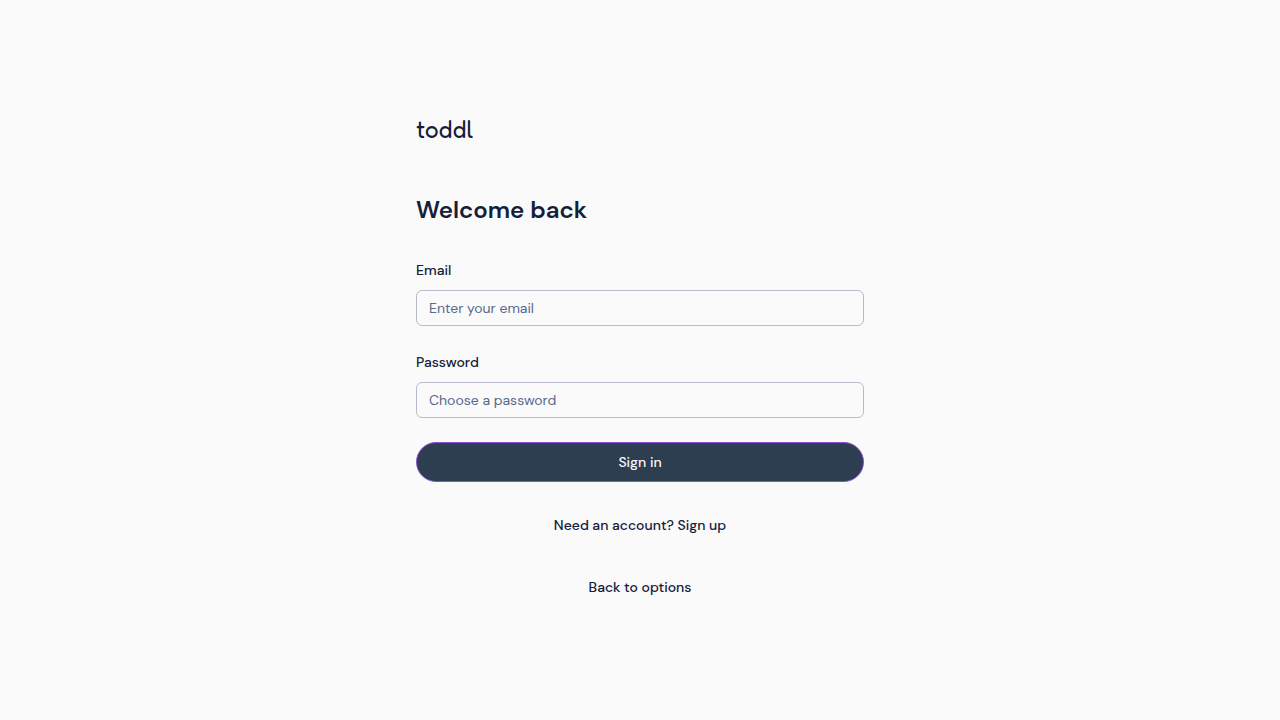 toddl
Welcome back
Email
Enter your email
Password
Choose a password
Sign in
Need an account? Sign up
Back to options